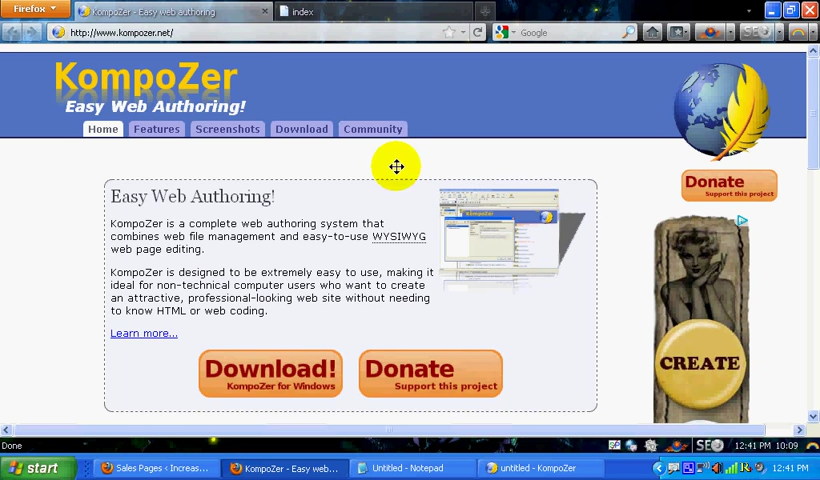 Firefox
KompoZer - Easy web authoring
index
http://www.kompozer.net/
Google
KompoZer
Easy Web Authoring!
Home
Features
Screenshots
Download
Community
Donate
Support this project
Easy Web Authoring!
KompoZer is a complete web authoring system that
combines web file management and easy-to-use WYSIWYG
web page editing.
KompoZer is designed to be extremely easy to use, making it
ideal for non-technical computer users who want to create
an attractive, professional-looking web site without needing
to know HTML or web coding.
Learn more...
Download!
KompoZer for Windows
Donate
Support this project
CREATE
Done
SEO
12:41 PM 10:09
start
Sales Pages ‹ Increas...
KompoZer - Easy web...
Untitled - Notepad
untitled - KompoZer
12:41 PM